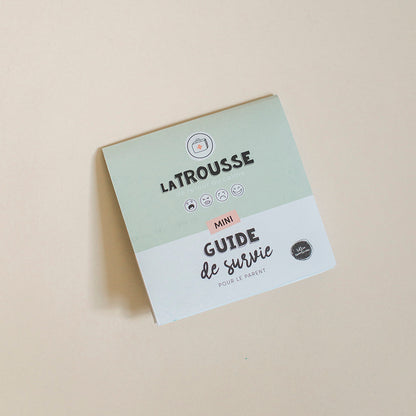 LA TROUSSE
MINI
GUIDE
de survie
POUR LE PARENT